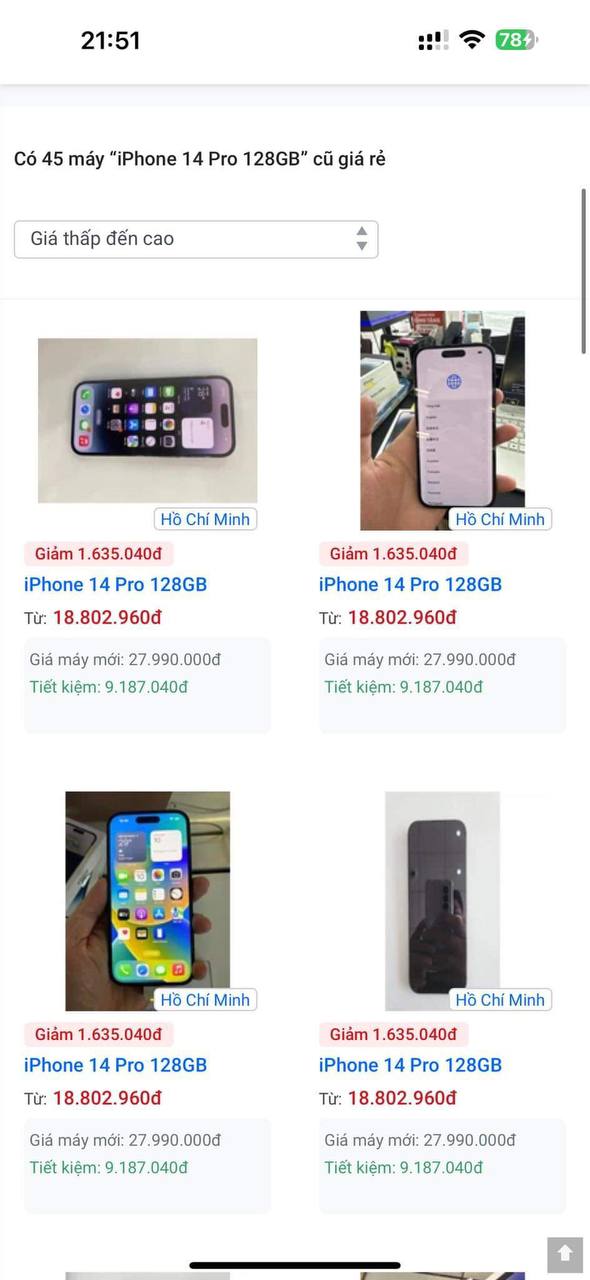 21:51
78
Có 45 máy “iPhone 14 Pro 128GB” cũ giá rẻ
Giá thấp đến cao
Hồ Chí Minh
Hồ Chí Minh
Giảm 1.635.040đ
Giảm 1.635.040đ
iPhone 14 Pro 128GB
iPhone 14 Pro 128GB
Từ: 18.802.960đ
Từ: 18.802.960đ
Giá máy mới: 27.990.000đ
Giá máy mới: 27.990.000đ
Tiết kiệm: 9.187.040đ
Tiết kiệm: 9.187.040đ
Hồ Chí Minh
Hồ Chí Minh
Giảm 1.635.040đ
Giảm 1.635.040đ
iPhone 14 Pro 128GB
iPhone 14 Pro 128GB
Từ: 18.802.960đ
Từ: 18.802.960đ
Giá máy mới: 27.990.000đ
Giá máy mới: 27.990.000đ
Tiết kiệm: 9.187.040đ
Tiết kiệm: 9.187.040đ